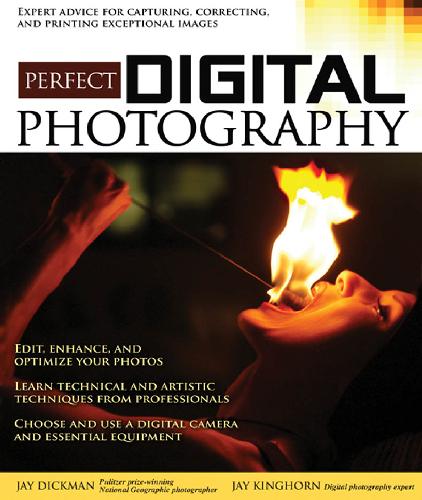 EXPERT ADVICE FOR CAPTURING, CORRECTING,
AND PRINTING EXCEPTIONAL IMAGES
PERFECT DIGITAL
PHOTOGRAPHY
EDIT, ENHANCE, AND
OPTIMIZE YOUR PHOTOS
LEARN TECHNICAL AND ARTISTIC
TECHNIQUES FROM PROFESSIONALS
CHOOSE AND USE A DIGITAL CAMERA
AND ESSENTIAL EQUIPMENT
JAY DICKMAN Pulitzer prize-winning
National Geographic photographer
JAY KINGHORN Digital photography expert